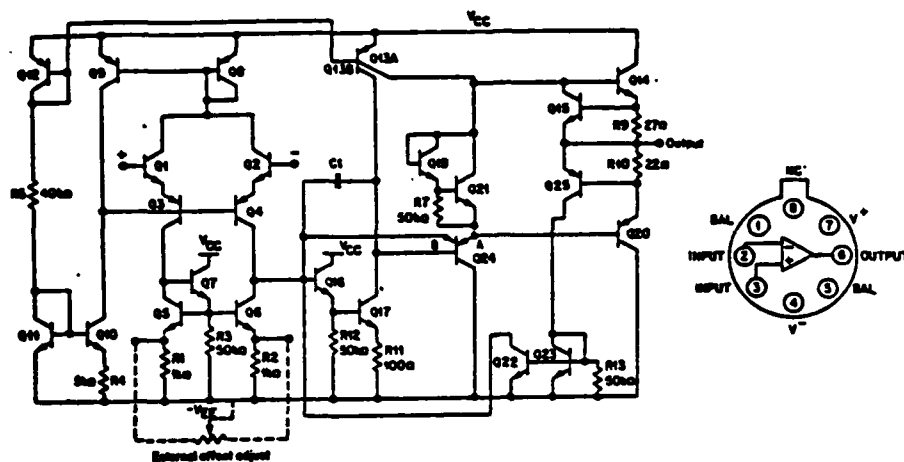 VCC
Q12
Q9
Q8
Q13B
Q13A
Q14
Q15
R9
27Ω
Output
R10
22Ω
+
Q1
Q2
-
Q18
C1
Q21
Q25
R5
40kΩ
Q3
Q4
R7
50kΩ
VCC
Q7
VCC
B
A
Q24
Q20
Q16
Q17
Q5
Q6
Q11
Q10
R3
50kΩ
R12
50kΩ
R11
100Ω
Q22
Q23
R13
50kΩ
R4
R1
1kΩ
R2
1kΩ
External offset adjust
NC
8
BAL
1
7
V+
INPUT
2
-
+
6
OUTPUT
INPUT
3
5
BAL
4
V-